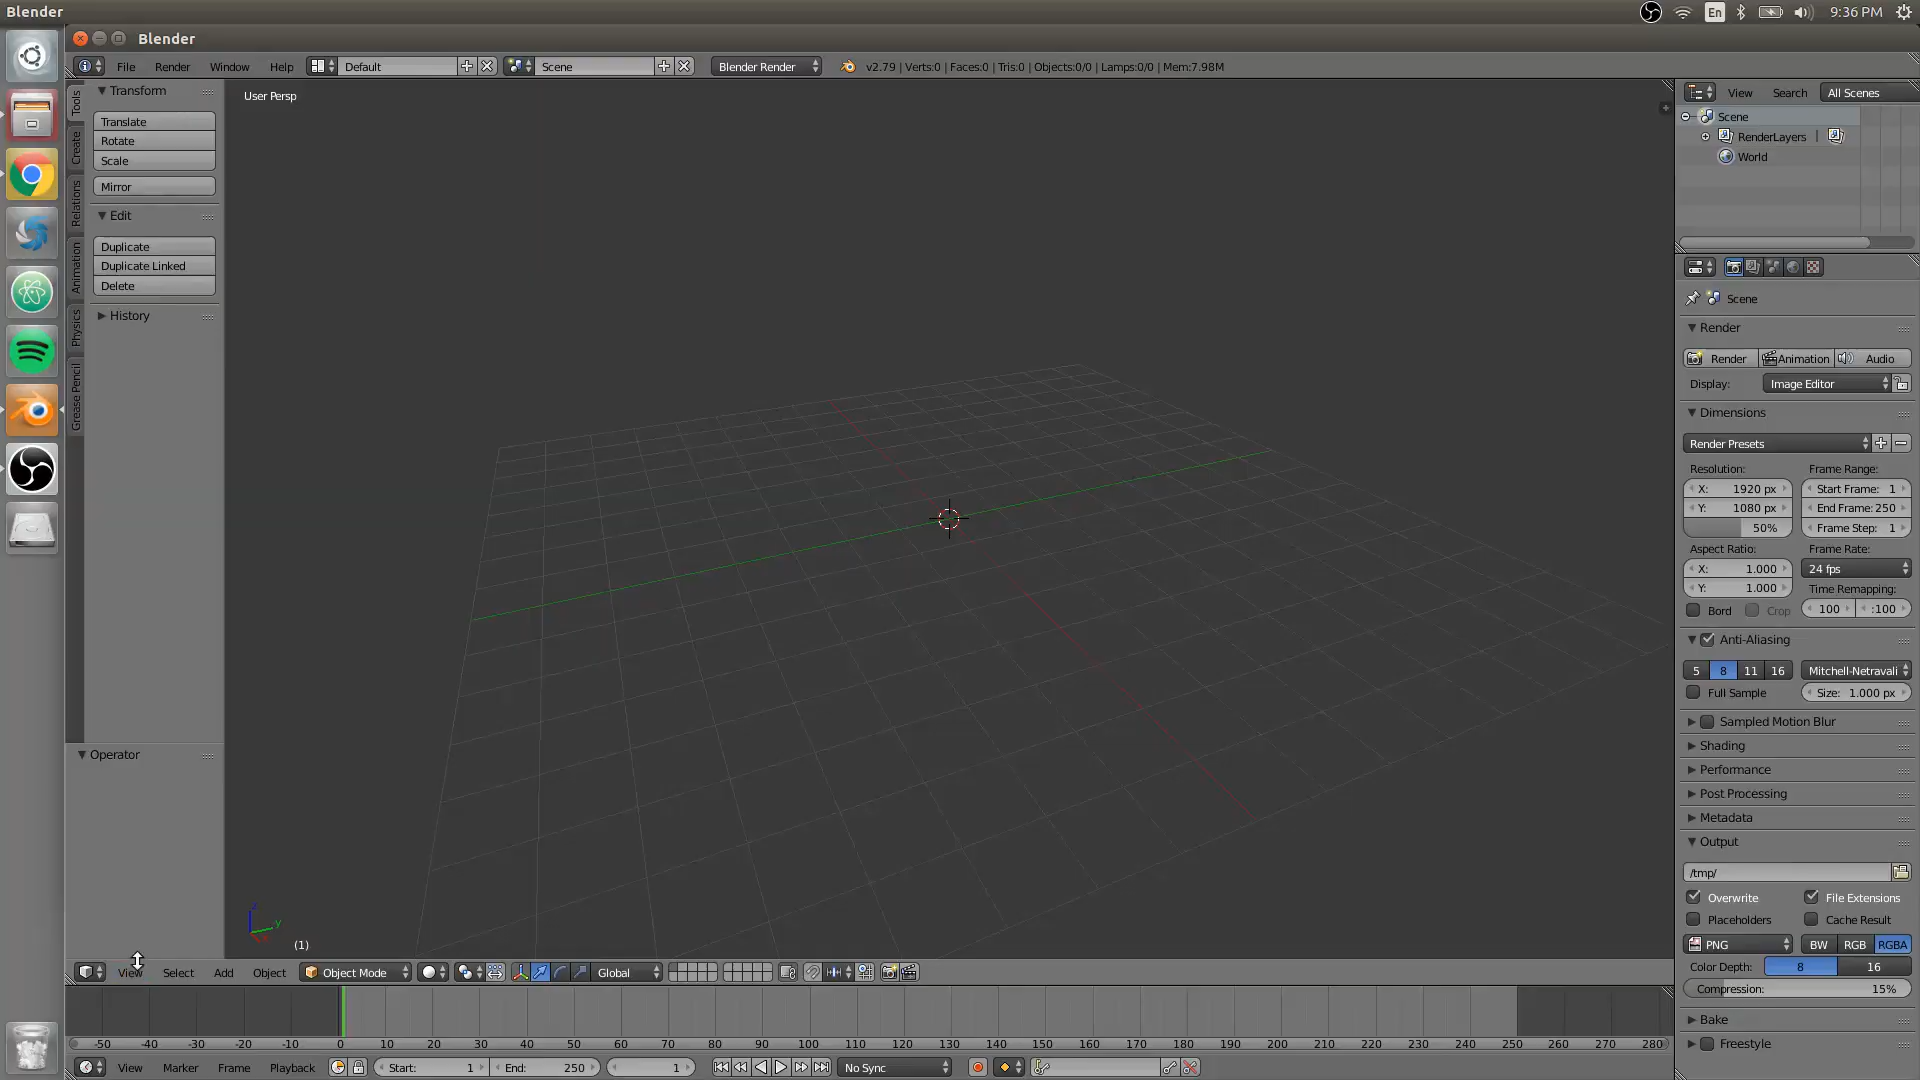 Blender
En
9:36 PM
Blender
File Render Window Help Default Scene Blender Render v2.79 | Verts:0 | Faces:0 | Tris:0 | Objects:0/0 | Lamps:0/0 | Mem:7.98M
Tools
Create
Relations
Animation
Physics
Grease Pencil
Transform
Translate
Rotate
Scale
Mirror
Edit
Duplicate
Duplicate Linked
Delete
History
Operator
User Persp
z
y
x
(1)
View Select Add Object Object Mode Global
-50 -40 -30 -20 -10 0 10 20 30 40 50 60 70 80 90 100 110 120 130 140 150 160 170 180 190 200 210 220 230 240 250 260 270 280
View Marker Frame Playback Start: 1 End: 250 1 No Sync
View Search All Scenes
Scene
RenderLayers
World
Scene
Render
Render Animation Audio
Display: Image Editor
Dimensions
Render Presets
Resolution: Frame Range:
X: 1920 px Start Frame: 1
Y: 1080 px End Frame: 250
50% Frame Step: 1
Aspect Ratio: Frame Rate:
X: 1.000 24 fps
Y: 1.000 Time Remapping:
Bord Crop 100 :100
Anti-Aliasing
5 8 11 16 Mitchell-Netravali
Full Sample Size: 1.000 px
Sampled Motion Blur
Shading
Performance
Post Processing
Metadata
Output
/tmp/
Overwrite File Extensions
Placeholders Cache Result
PNG BW RGB RGBA
Color Depth: 8 16
Compression: 15%
Bake
Freestyle